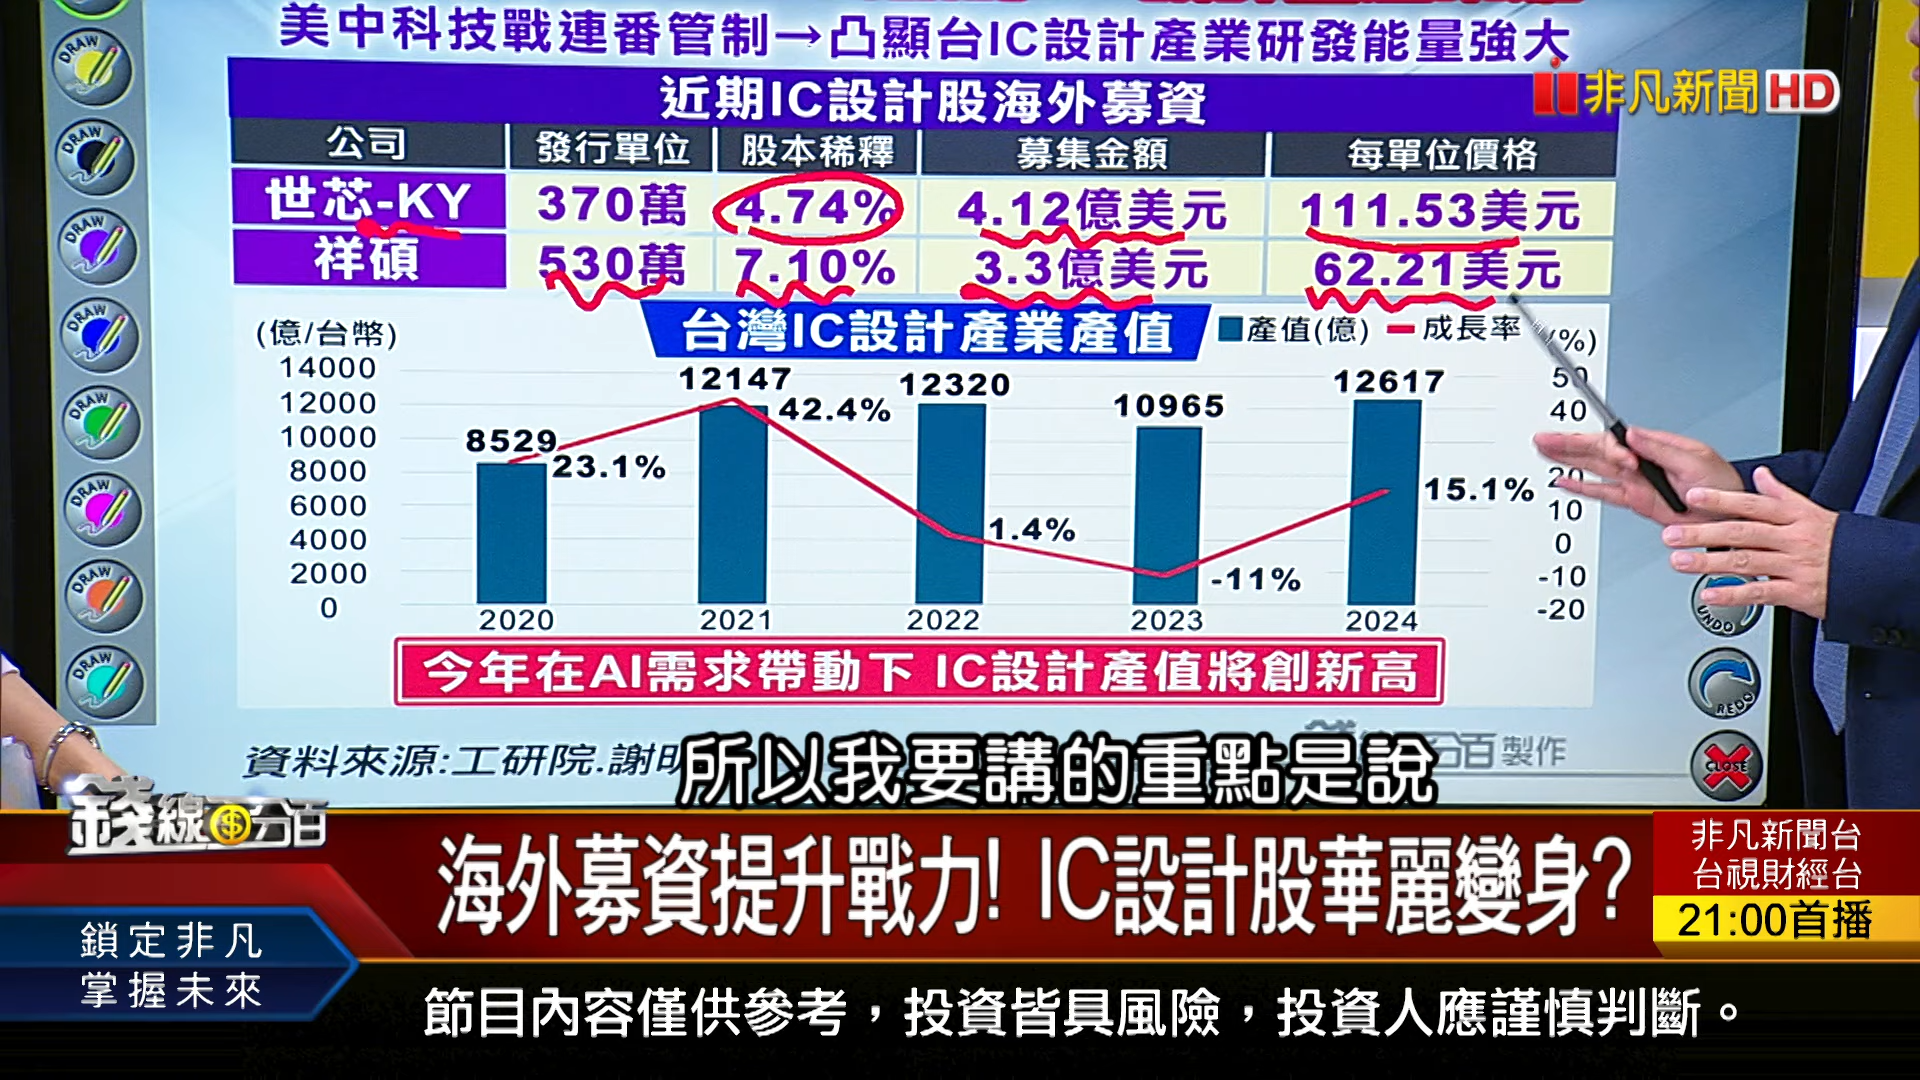 美中科技戰連番管制→凸顯台IC設計產業研發能量強大
近期IC設計股海外募資
非凡新聞HD
公司 發行單位 股本稀釋 募集金額 每單位價格
世芯-KY 370萬 4.74% 4.12億美元 111.53美元
祥碩 530萬 7.10% 3.3億美元 62.21美元
(億/台幣) 台灣IC設計產業產值 產值(億) 成長率 (%)
14000
12000
10000
8000
6000
4000
2000
0
8529 12147 12320 10965 12617
23.1% 42.4% 1.4% -11% 15.1%
50
40
20
10
0
-10
-20
2020 2021 2022 2023 2024
今年在AI需求帶動下 IC設計產值將創新高
資料來源:工研院.謝
製作
DRAW
DRAW
DRAW
DRAW
DRAW
DRAW
DRAW
DRAW
UNDO
REDO
CLOSE
所以我要講的重點是說
錢線百分百
海外募資提升戰力! IC設計股華麗變身?
非凡新聞台
台視財經台
21:00首播
鎖定非凡
掌握未來
節目內容僅供參考，投資皆具風險，投資人應謹慎判斷。